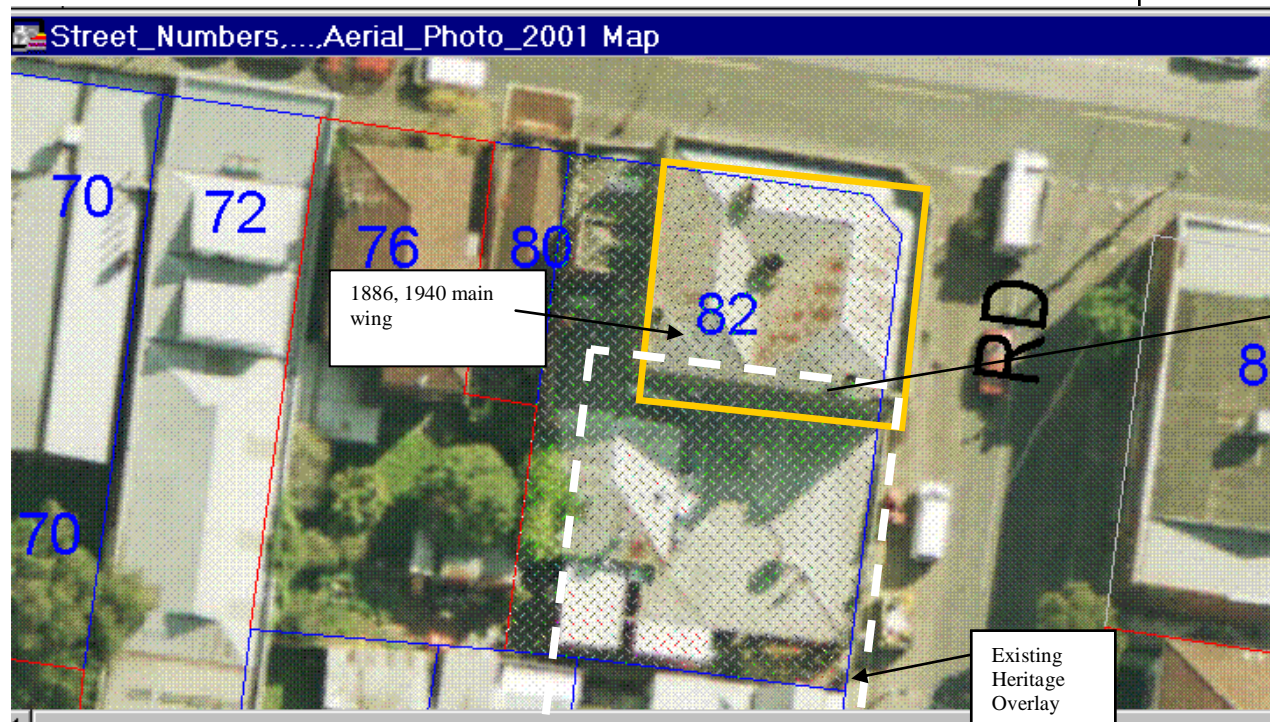 Street_Numbers,...,Aerial_Photo_2001 Map
70
72
76
80
82
1886, 1940 main
wing
RD
8
70
Existing
Heritage
Overlay